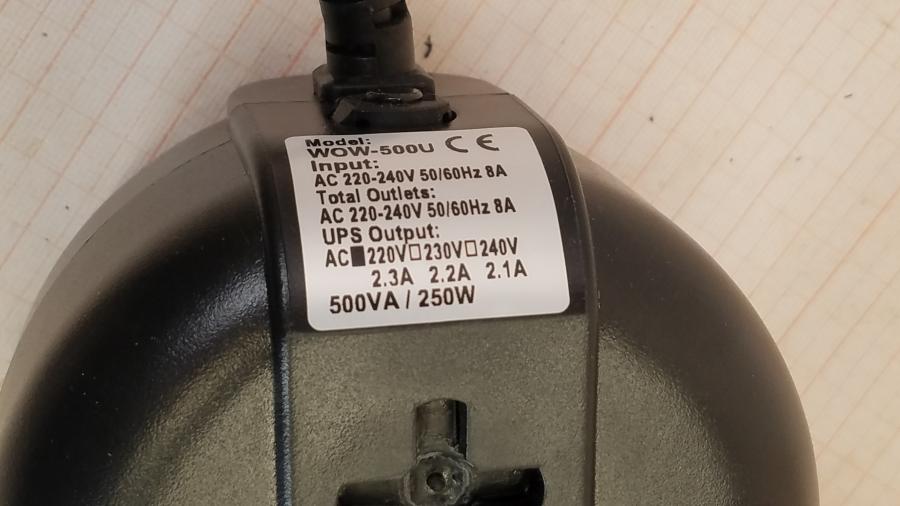 Model:
WOW-500U CE
Input:
AC 220-240V 50/60Hz 8A
Total Outlets:
AC 220-240V 50/60Hz 8A
UPS Output:
AC■220V□230V□240V
2.3A 2.2A 2.1A
500VA / 250W